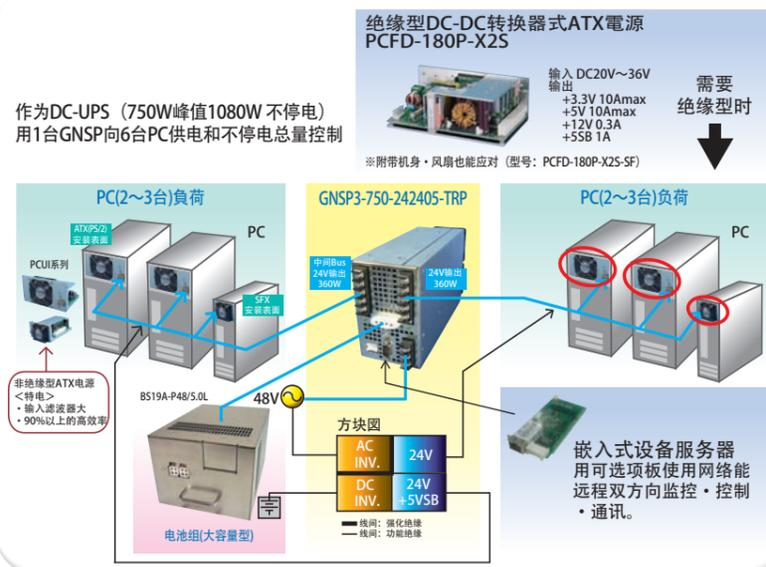 绝缘型DC-DC转换器式ATX電源
PCFD-180P-X2S
输入 DC20V～36V
输出
+3.3V 10Amax
+5V 10Amax
+12V 0.3A
+5SB 1A
※附带机身・风扇也能应对（型号：PCFD-180P-X2S-SF）
需要
绝缘型时
作为DC-UPS（750W峰值1080W 不停电）
用1台GNSP向6台PC供电和不停电总量控制
PC(2～3台)負荷
ATX(PS/2)
安装表面
PC
PCUI系列
SFX
安装表面
非绝缘型ATX电源
＜特电＞
・输入滤波器大
・90%以上的高效率
GNSP3-750-242405-TRP
中间Bus
24V输出
360W
24V输出
360W
PC(2～3台)负荷
PC
BS19A-P48/5.0L
电池组(大容量型)
48V
方块図
AC
INV.
24V
DC
INV.
24V
+5VSB
线间：强化绝缘
线间：功能绝缘
嵌入式设备服务器
用可选项板使用网络能
远程双方向监控・控制
・通讯。